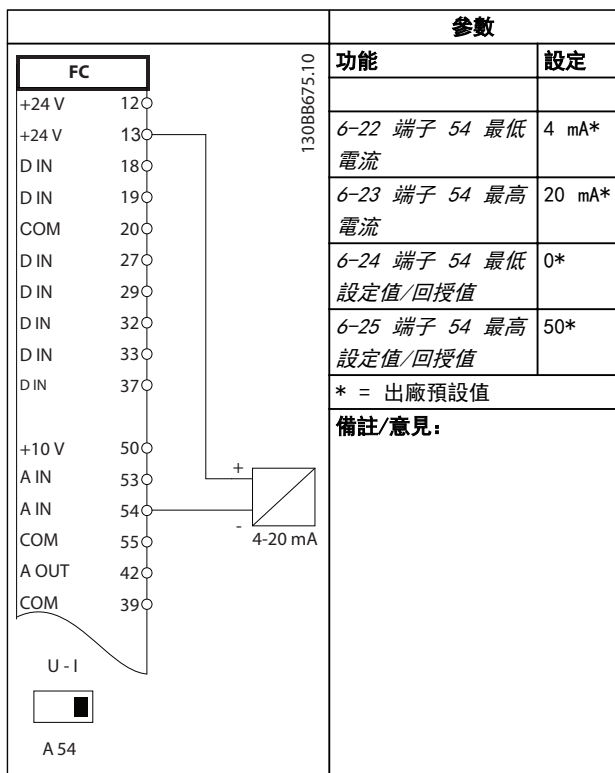 參數
FC
130BB675.10
功能 設定
+24 V 12
+24 V 13
D IN 18
D IN 19
COM 20
D IN 27
D IN 29
D IN 32
D IN 33
D IN 37
+10 V 50
A IN 53
A IN 54
COM 55
A OUT 42
COM 39
U - I
A 54
+
-
4-20 mA
6-22 端子 54 最低 4 mA*
電流
6-23 端子 54 最高 20 mA*
電流
6-24 端子 54 最低 0*
設定值/回授值
6-25 端子 54 最高 50*
設定值/回授值
* = 出廠預設值
備註/意見：